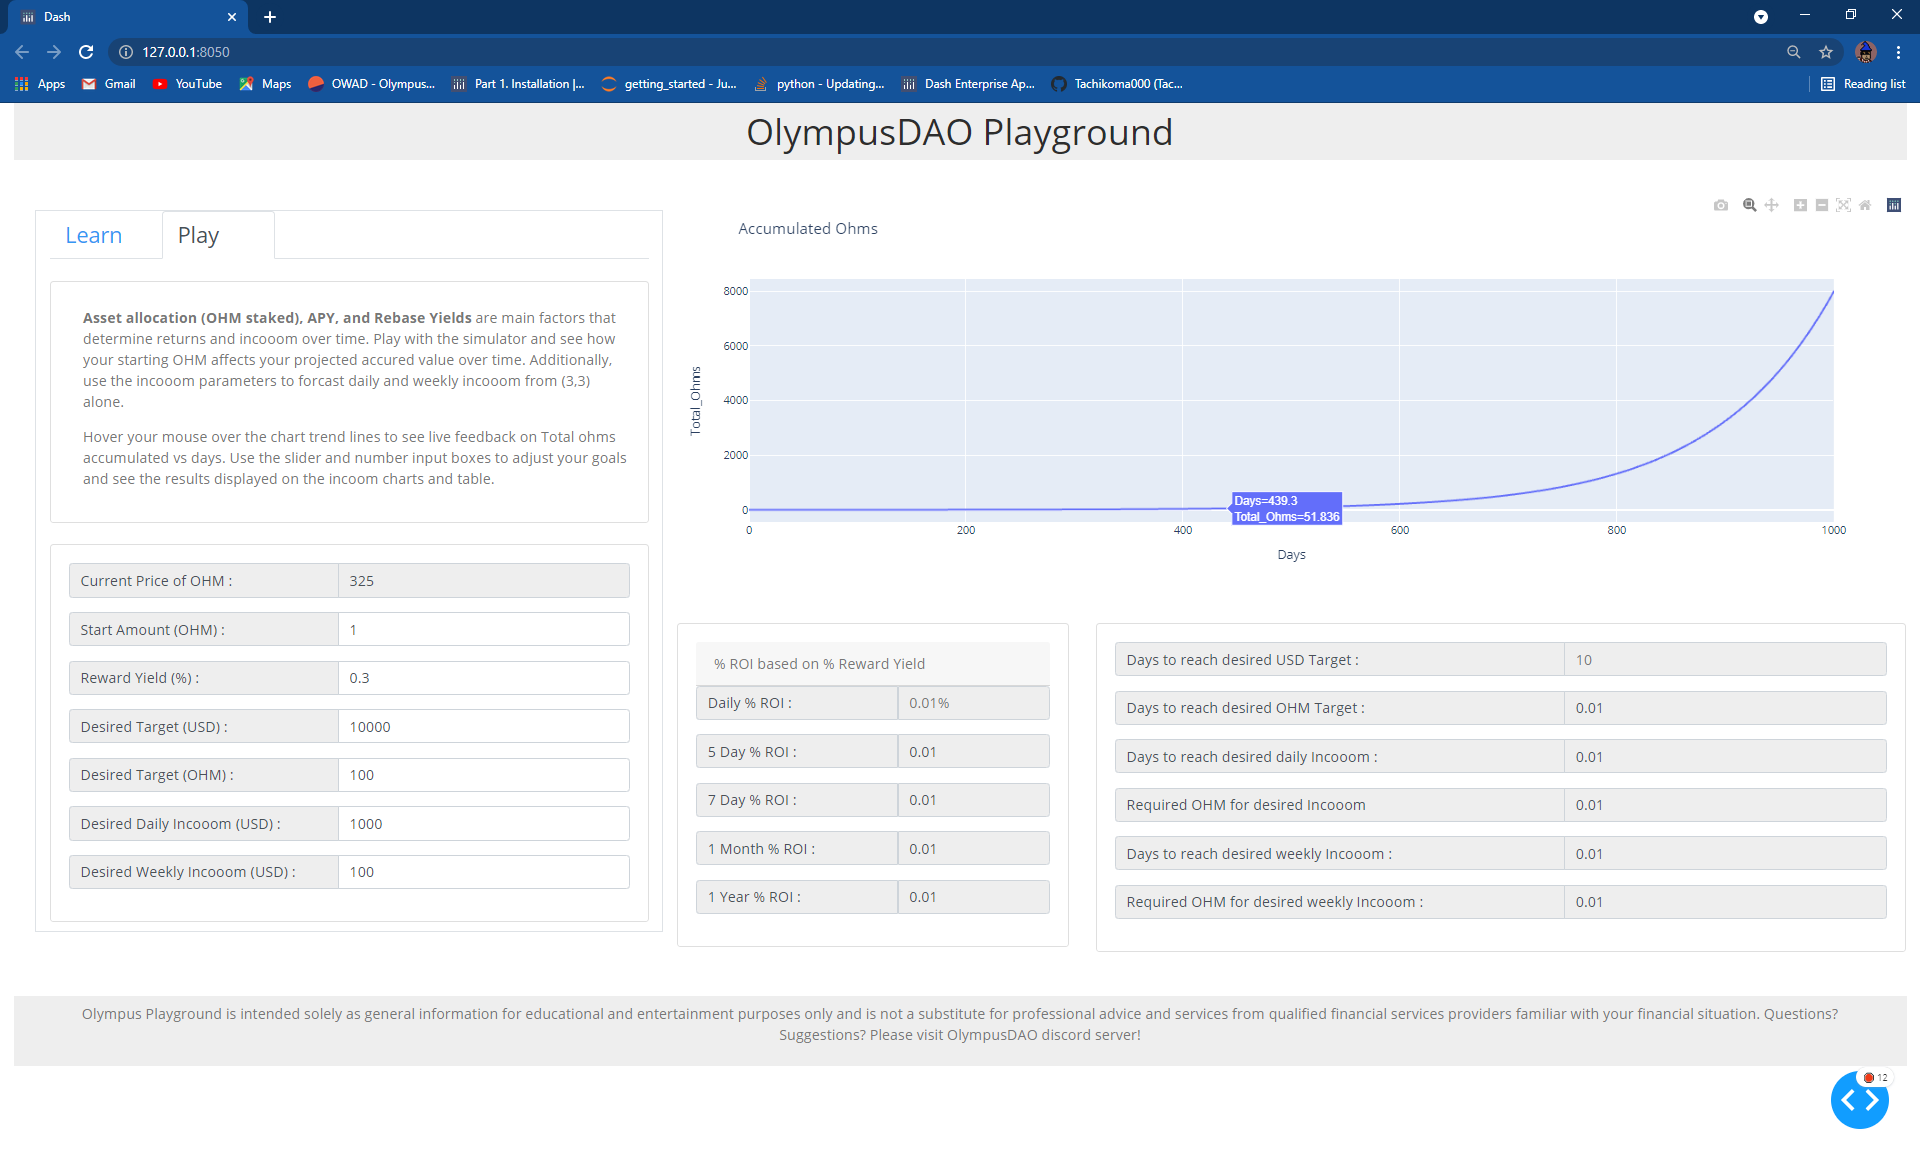 Dash
127.0.0.1:8050
Apps
Gmail
YouTube
Maps
OWAD - Olympus...
Part 1. Installation |...
getting_started - Ju...
python - Updating...
Dash Enterprise Ap...
Tachikoma000 (Tac...
Reading list
OlympusDAO Playground
Learn
Play
Asset allocation (OHM staked), APY, and Rebase Yields are main factors that
determine returns and incooom over time. Play with the simulator and see how
your starting OHM affects your projected accured value over time. Additionally,
use the incooom parameters to forcast daily and weekly incooom from (3,3)
alone.
Hover your mouse over the chart trend lines to see live feedback on Total ohms
accumulated vs days. Use the slider and number input boxes to adjust your goals
and see the results displayed on the incoom charts and table.
Current Price of OHM : 325
Start Amount (OHM) : 1
Reward Yield (%) : 0.3
Desired Target (USD) : 10000
Desired Target (OHM) : 100
Desired Daily Incooom (USD) : 1000
Desired Weekly Incooom (USD) : 100
Accumulated Ohms
Total_Ohms
8000
6000
4000
2000
0
Days=439.3
Total_Ohms=51.836
0 200 400 600 800 1000
Days
% ROI based on % Reward Yield
Daily % ROI : 0.01%
5 Day % ROI : 0.01
7 Day % ROI : 0.01
1 Month % ROI : 0.01
1 Year % ROI : 0.01
Days to reach desired USD Target : 10
Days to reach desired OHM Target : 0.01
Days to reach desired daily Incooom : 0.01
Required OHM for desired Incooom 0.01
Days to reach desired weekly Incooom : 0.01
Required OHM for desired weekly Incooom : 0.01
Olympus Playground is intended solely as general information for educational and entertainment purposes only and is not a substitute for professional advice and services from qualified financial services providers familiar with your financial situation. Questions?
Suggestions? Please visit OlympusDAO discord server!
12